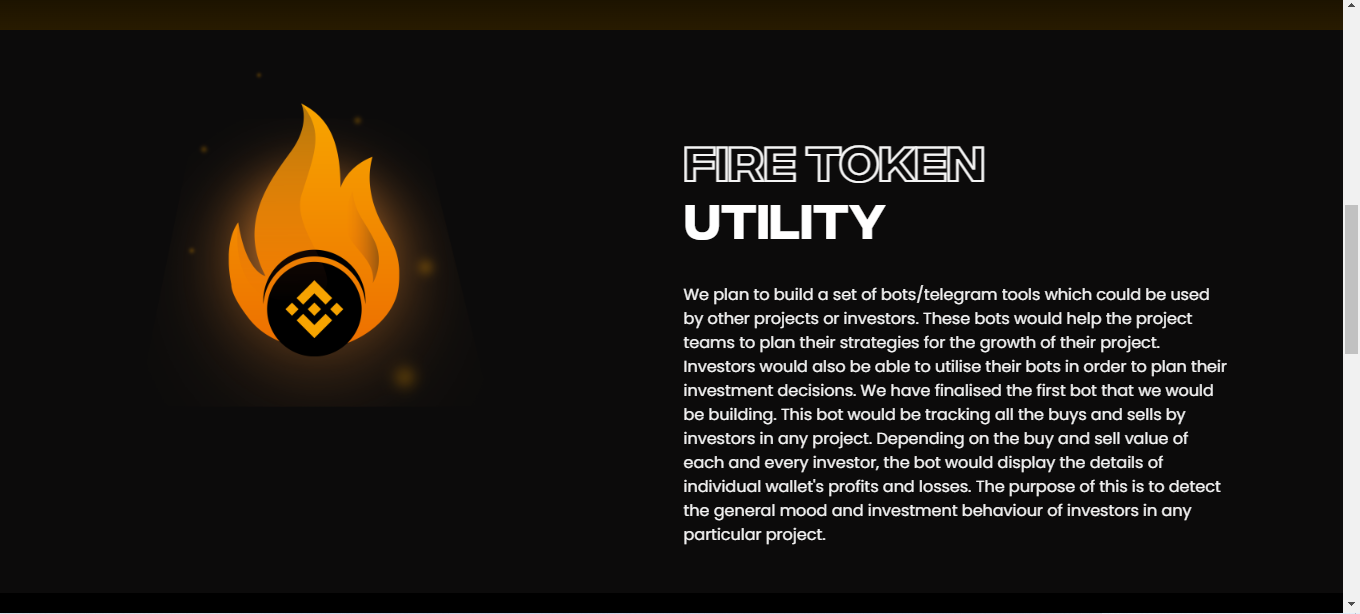 FIRE TOKEN
UTILITY
We plan to build a set of bots/telegram tools which could be used
by other projects or investors. These bots would help the project
teams to plan their strategies for the growth of their project.
Investors would also be able to utilise their bots in order to plan their
investment decisions. We have finalised the first bot that we would
be building. This bot would be tracking all the buys and sells by
investors in any project. Depending on the buy and sell value of
each and every investor, the bot would display the details of
individual wallet's profits and losses. The purpose of this is to detect
the general mood and investment behaviour of investors in any
particular project.